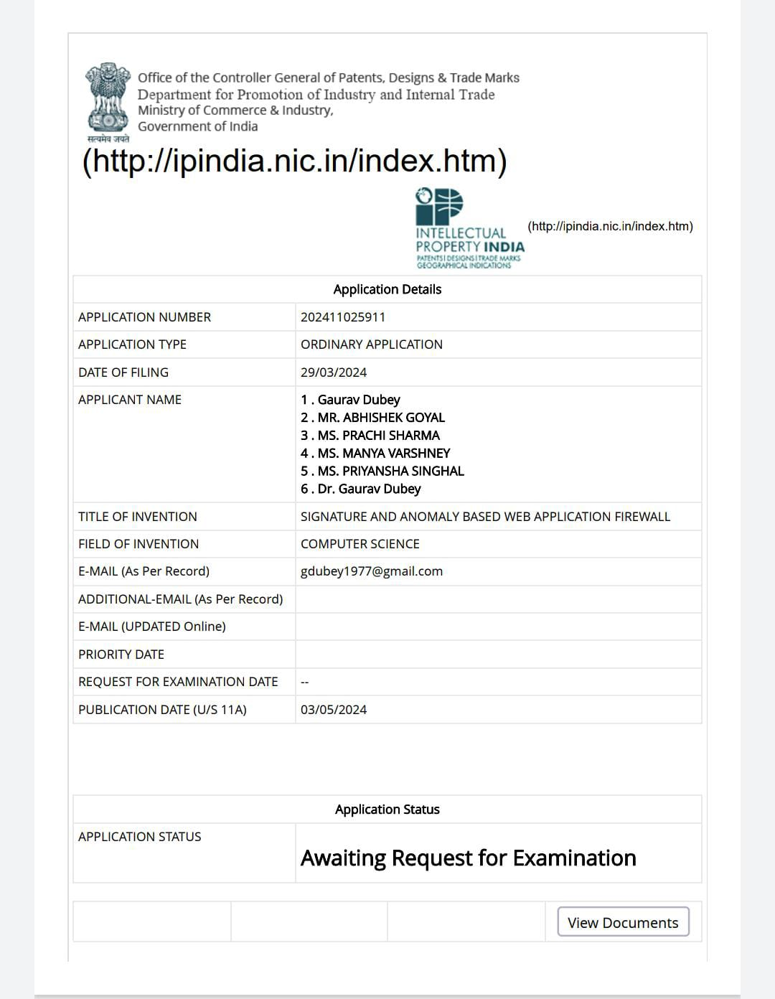 Office of the Controller General of Patents, Designs & Trade Marks
Department for Promotion of Industry and Internal Trade
Ministry of Commerce & Industry,
Government of India
सत्यमेव जयते
(http://ipindia.nic.in/index.htm)
INTELLECTUAL
PROPERTY INDIA
PATENTS | DESIGNS | TRADE MARKS
GEOGRAPHICAL INDICATIONS
(http://ipindia.nic.in/index.htm)
Application Details
APPLICATION NUMBER 202411025911
APPLICATION TYPE ORDINARY APPLICATION
DATE OF FILING 29/03/2024
APPLICANT NAME 1 . Gaurav Dubey
2 . MR. ABHISHEK GOYAL
3 . MS. PRACHI SHARMA
4 . MS. MANYA VARSHNEY
5 . MS. PRIYANSHA SINGHAL
6 . Dr. Gaurav Dubey
TITLE OF INVENTION SIGNATURE AND ANOMALY BASED WEB APPLICATION FIREWALL
FIELD OF INVENTION COMPUTER SCIENCE
E-MAIL (As Per Record) gdubey1977@gmail.com
ADDITIONAL-EMAIL (As Per Record)
E-MAIL (UPDATED Online)
PRIORITY DATE
REQUEST FOR EXAMINATION DATE --
PUBLICATION DATE (U/S 11A) 03/05/2024
Application Status
APPLICATION STATUS
Awaiting Request for Examination
View Documents